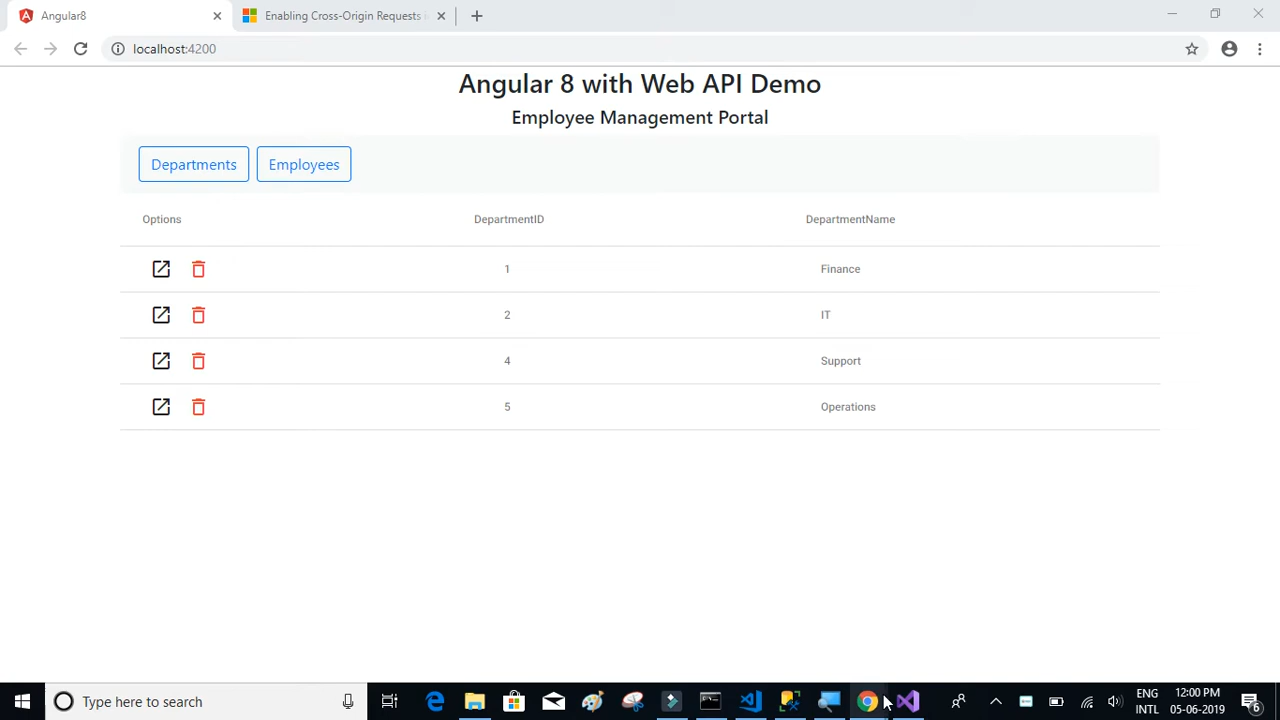 Angular8
Enabling Cross-Origin Requests
localhost:4200
Angular 8 with Web API Demo
Employee Management Portal
Departments Employees
Options DepartmentID DepartmentName
1 Finance
2 IT
4 Support
5 Operations
Type here to search
ENG 12:00 PM
INTL 05-06-2019
6